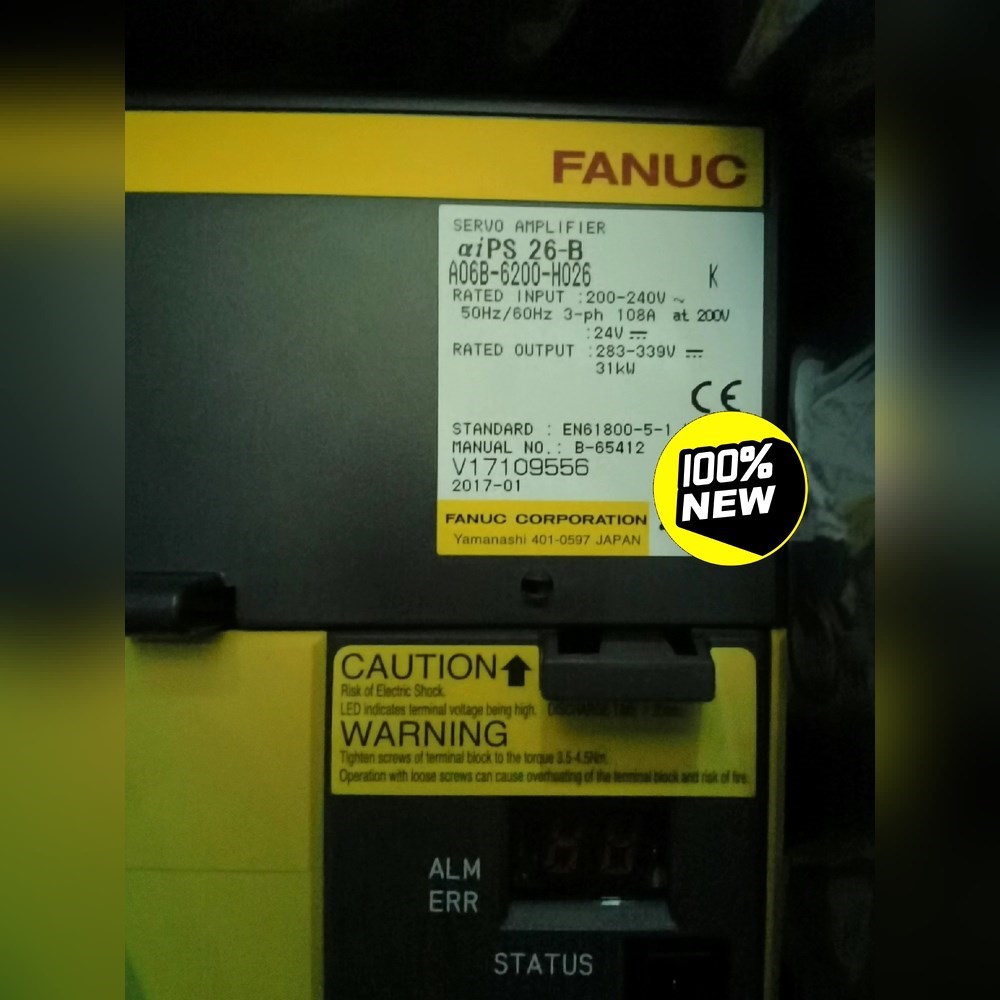 FANUC
SERVO AMPLIFIER
αiPS 26-B
A06B-6200-H026
K
RATED INPUT :200-240V ~
50Hz/60Hz 3-ph 108A at 200V
:24V ⎓
RATED OUTPUT :283-339V ⎓
31kW
CE
STANDARD : EN61800-5-1
MANUAL NO.: B-65412
V17109556
2017-01
100%
NEW
FANUC CORPORATION
Yamanashi 401-0597 JAPAN
CAUTION
Risk of Electric Shock.
LED indicates terminal voltage being high.
WARNING
Tighten screws of terminal block to the torque 3.5-4.5Nm.
Operation with loose screws can cause overheating of the terminal block and risk of fire.
ALM
ERR
STATUS